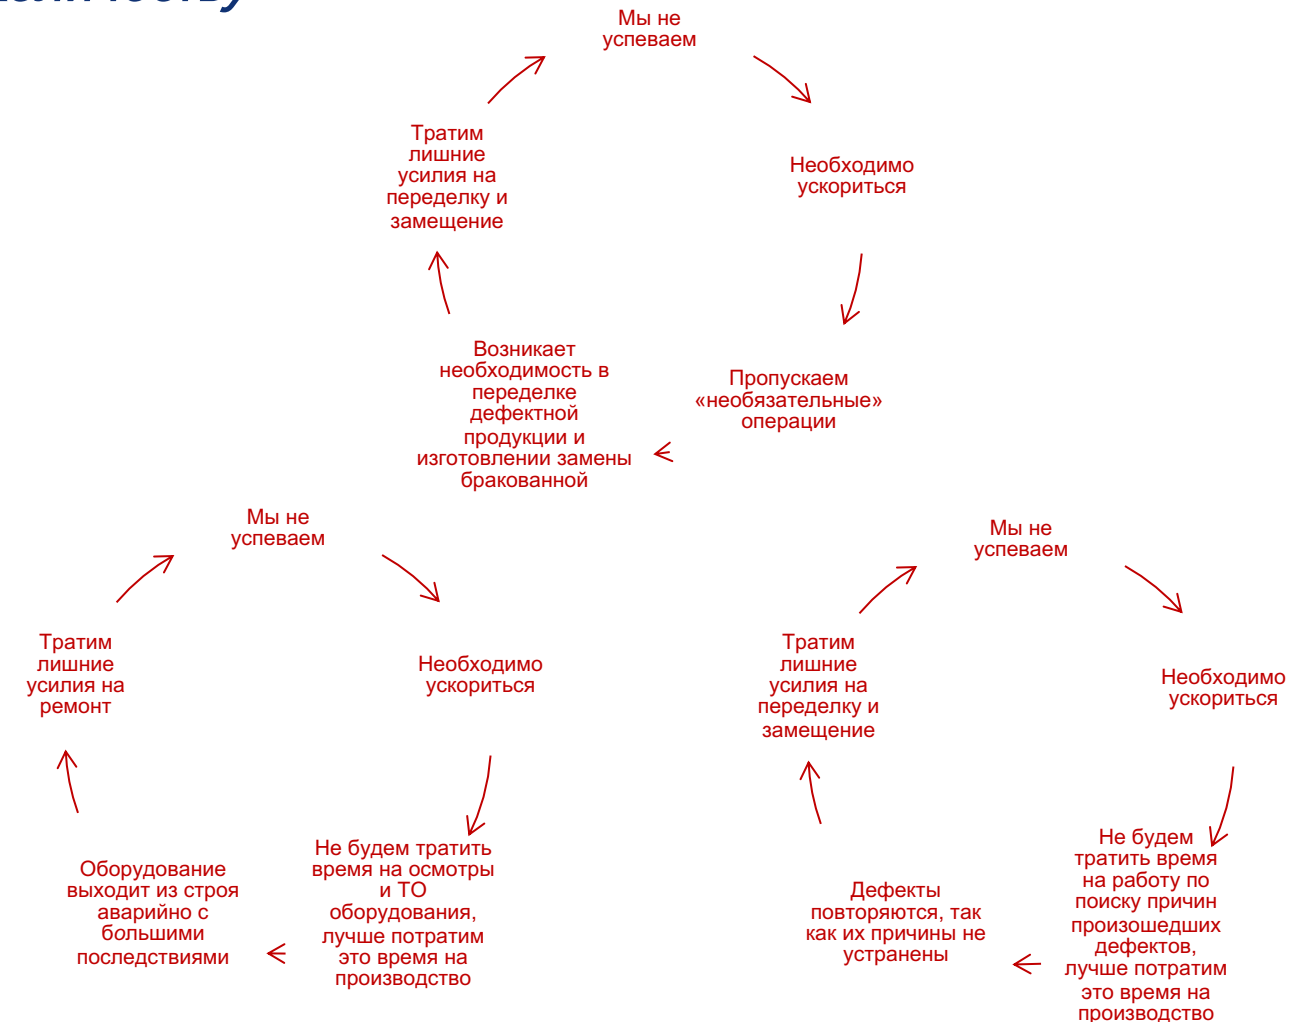 Мы не
успеваем
Необходимо
ускориться
Пропускаем
«необязательные»
операции
Возникает
необходимость в
переделке
дефектной
продукции и
изготовлении замены
бракованной
Тратим
лишние
усилия на
переделку и
замещение
Мы не
успеваем
Необходимо
ускориться
Не будем тратить
время на осмотры
и ТО
оборудования,
лучше потратим
это время на
производство
Оборудование
выходит из строя
аварийно с
большими
последствиями
Тратим
лишние
усилия на
ремонт
Мы не
успеваем
Необходимо
ускориться
Не будем
тратить время
на работу по
поиску причин
произошедших
дефектов,
лучше потратим
это время на
производство
Дефекты
повторяются, так
как их причины не
устранены
Тратим
лишние
усилия на
переделку и
замещение